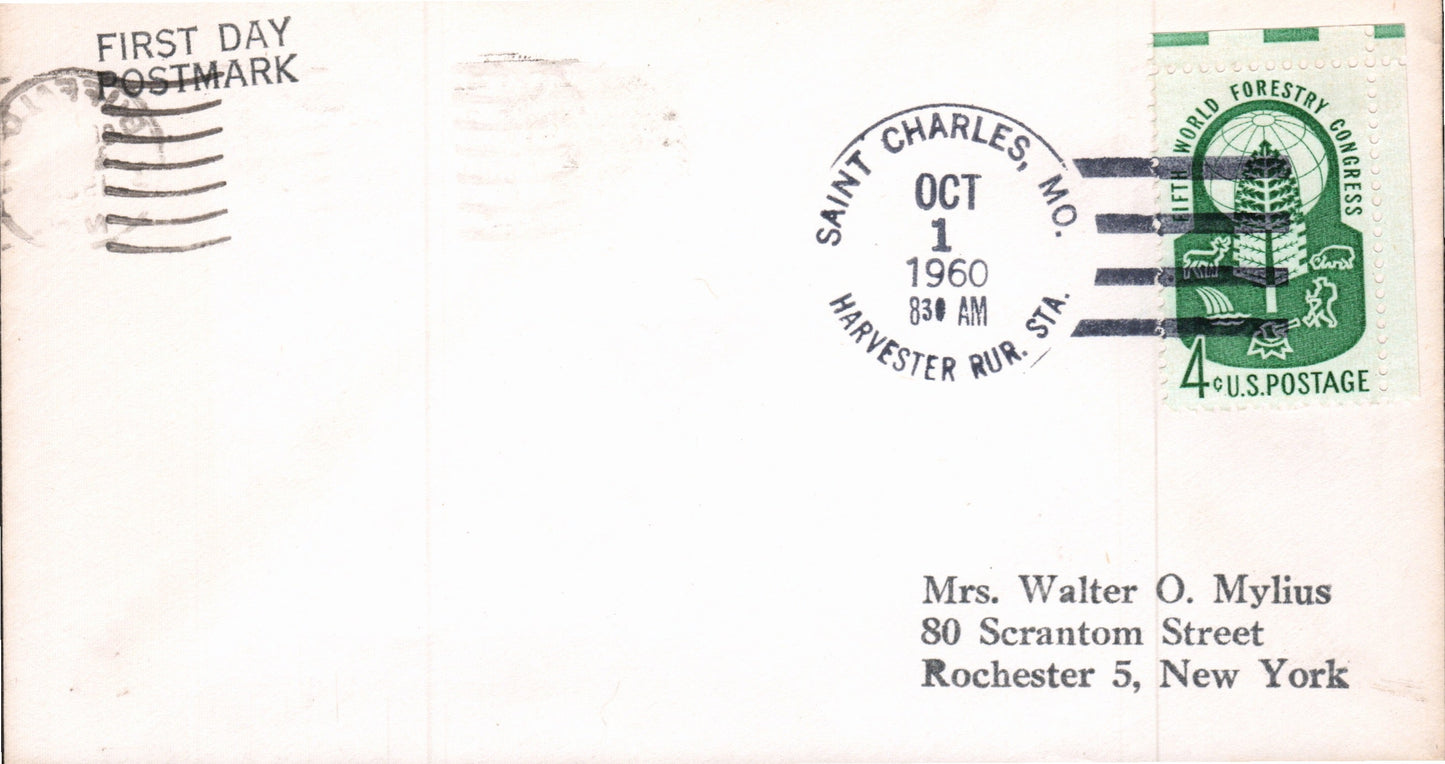 FIRST DAY
POSTMARK
SAINT CHARLES, MO.
OCT
1
1960
830 AM
HARVESTER RUR. STA.
FIFTH WORLD FORESTRY CONGRESS
4¢ U.S. POSTAGE
Mrs. Walter O. Mylius
80 Scrantom Street
Rochester 5, New York